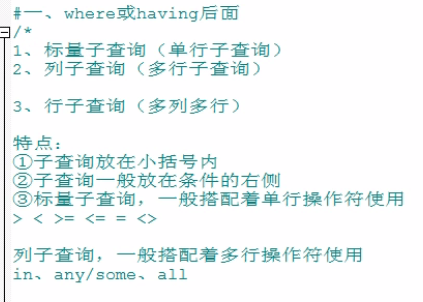 #一、where或having后面
/*
1、标量子查询（单行子查询）
2、列子查询（多行子查询）
3、行子查询（多列多行）
特点：
①子查询放在小括号内
②子查询一般放在条件的右侧
③标量子查询，一般搭配着单行操作符使用
> < >= <= = <>
列子查询，一般搭配着多行操作符使用
in、any/some、all